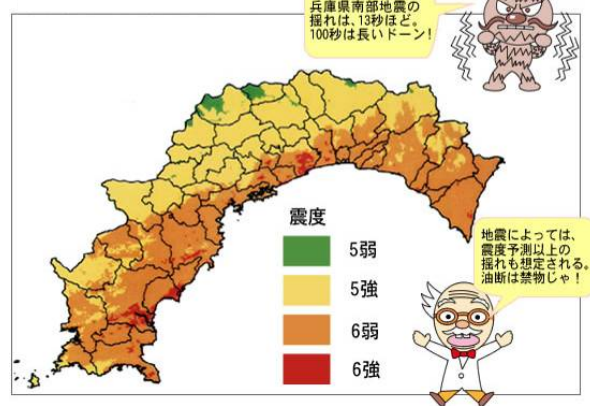 兵庫県南部地震の
揺れは、13秒ほど。
100秒は長いドーン!
震度
5弱
5強
6弱
6強
地震によっては、
震度予測以上の
揺れも想定される。
油断は禁物じゃ!